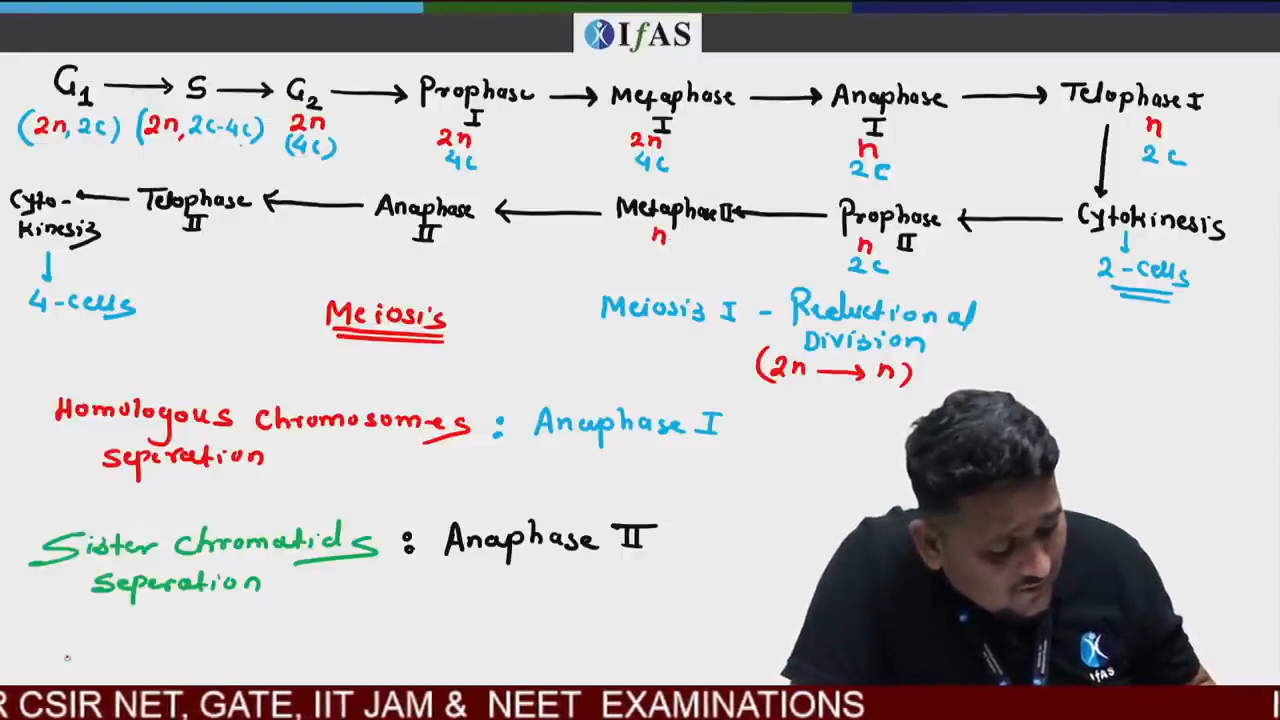 IfAS
G1 → S → G2 → Prophase I → Metaphase I → Anaphase I → Telophase I
(2n, 2c) (2n, 2c-4c) 2n (4c) 2n 4c 2n 4c n 2c n 2c
Cyto-kinesis ← Telophase II ← Anaphase II ← Metaphase II ← Prophase II ← Cytokinesis
n n 2c
4-cells
2-cells
Meiosis
Meiosis I - Reductional
Division
(2n → n)
Homologous chromosomes : Anaphase I
seperation
Sister chromatids : Anaphase II
seperation
IfAS
R CSIR NET, GATE, IIT JAM & NEET EXAMINATIONS